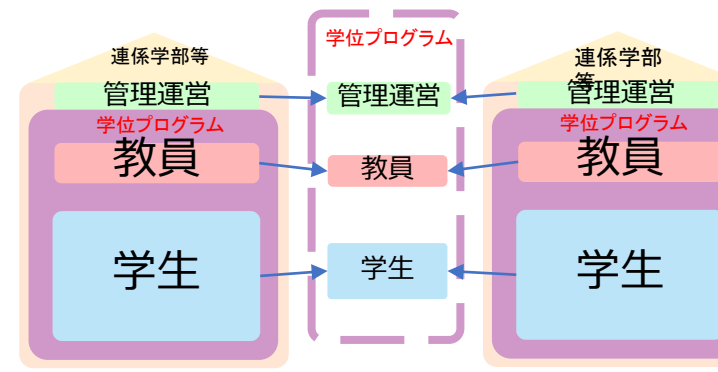 連係学部等
管理運営
学位プログラム
教員
学生
学位プログラム
管理運営
教員
学生
連係学部
等
管理運営
学位プログラム
教員
学生